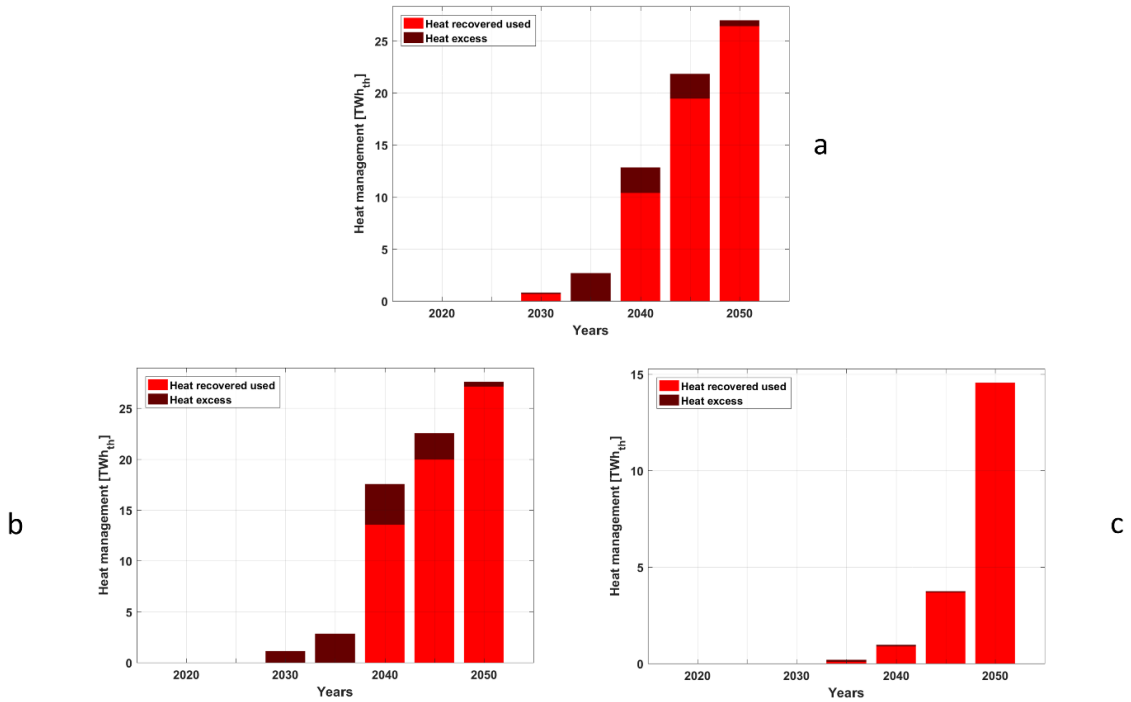 Heat recovered used
Heat excess
25
20
15
10
5
0
Heat management [TWh_th]
2020 2030 2040 2050
Years
a
Heat recovered used
Heat excess
25
20
15
10
5
0
Heat management [TWh_th]
2020 2030 2040 2050
Years
b
Heat recovered used
Heat excess
15
10
5
0
Heat management [TWh_th]
2020 2030 2040 2050
Years
c